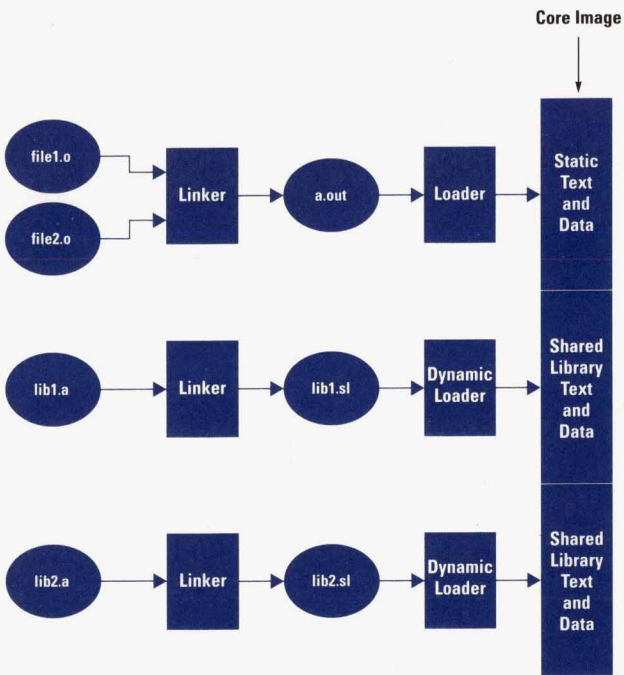 Core Image
file1.o
file2.o
Linker
a.out
Loader
Static
Text
and
Data
lib1.a
Linker
lib1.sl
Dynamic
Loader
Shared
Library
Text
and
Data
lib2.a
Linker
lib2.sl
Dynamic
Loader
Shared
Library
Text
and
Data